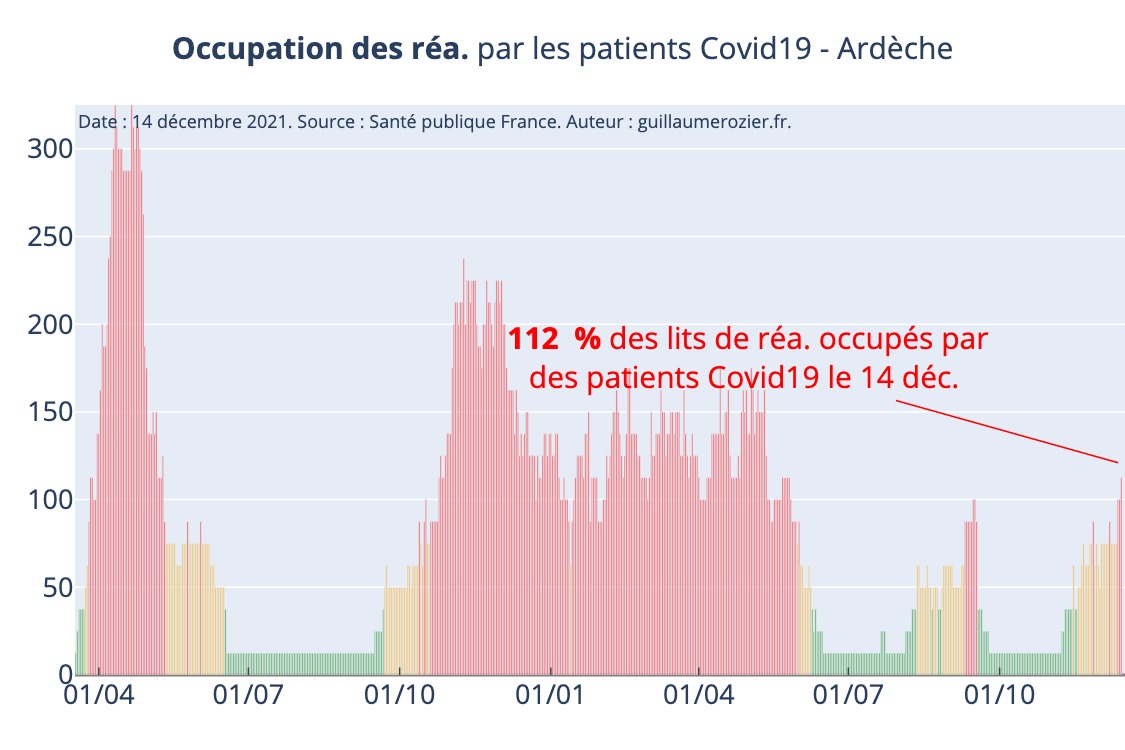 Occupation des réa. par les patients Covid19 - Ardèche
Date : 14 décembre 2021. Source : Santé publique France. Auteur : guillaumerozier.fr.
300
250
200
112  % des lits de réa. occupés par
des patients Covid19 le 14 déc.
150
100
50
0
01/04 01/07 01/10 01/01 01/04 01/07 01/10